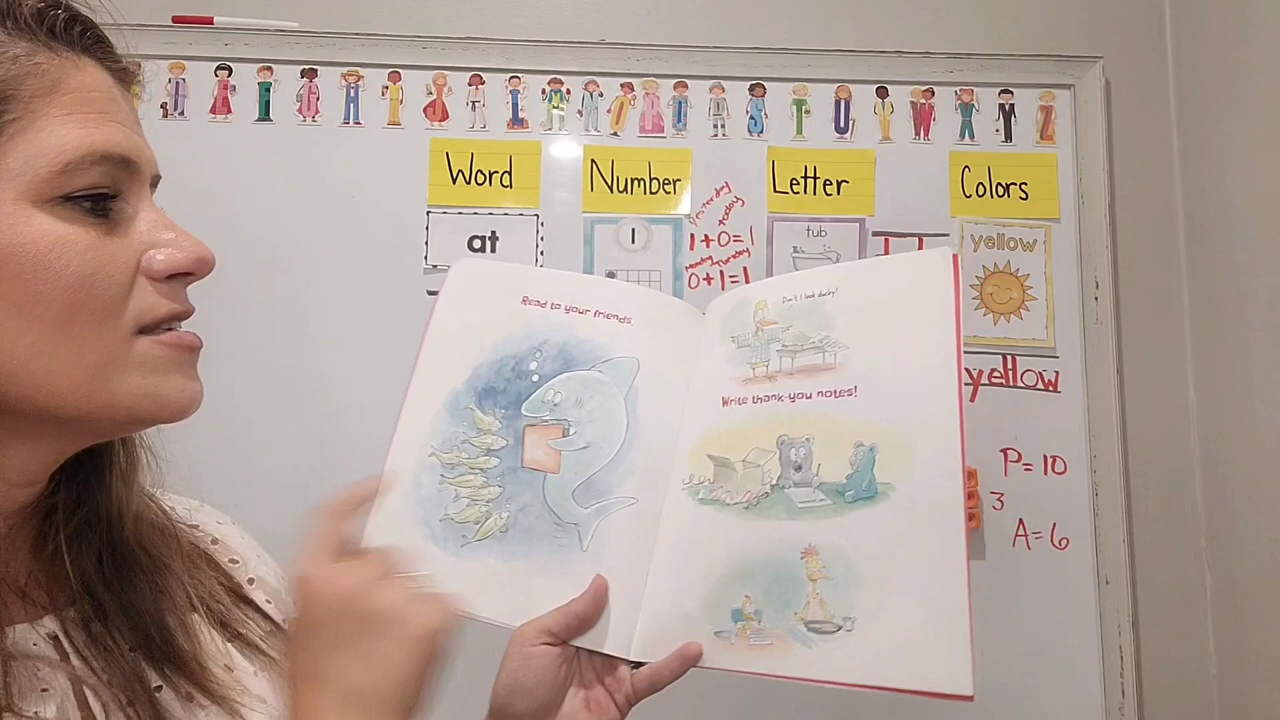 Word
Number
Letter
Colors
at
1
Yesterday
today
1+0=1
Monday Tuesday
0+1=1
tub
yellow
yellow
P=10
3
A=6
Read to your friends.
Don't I look ducky!
Write thank-you notes!